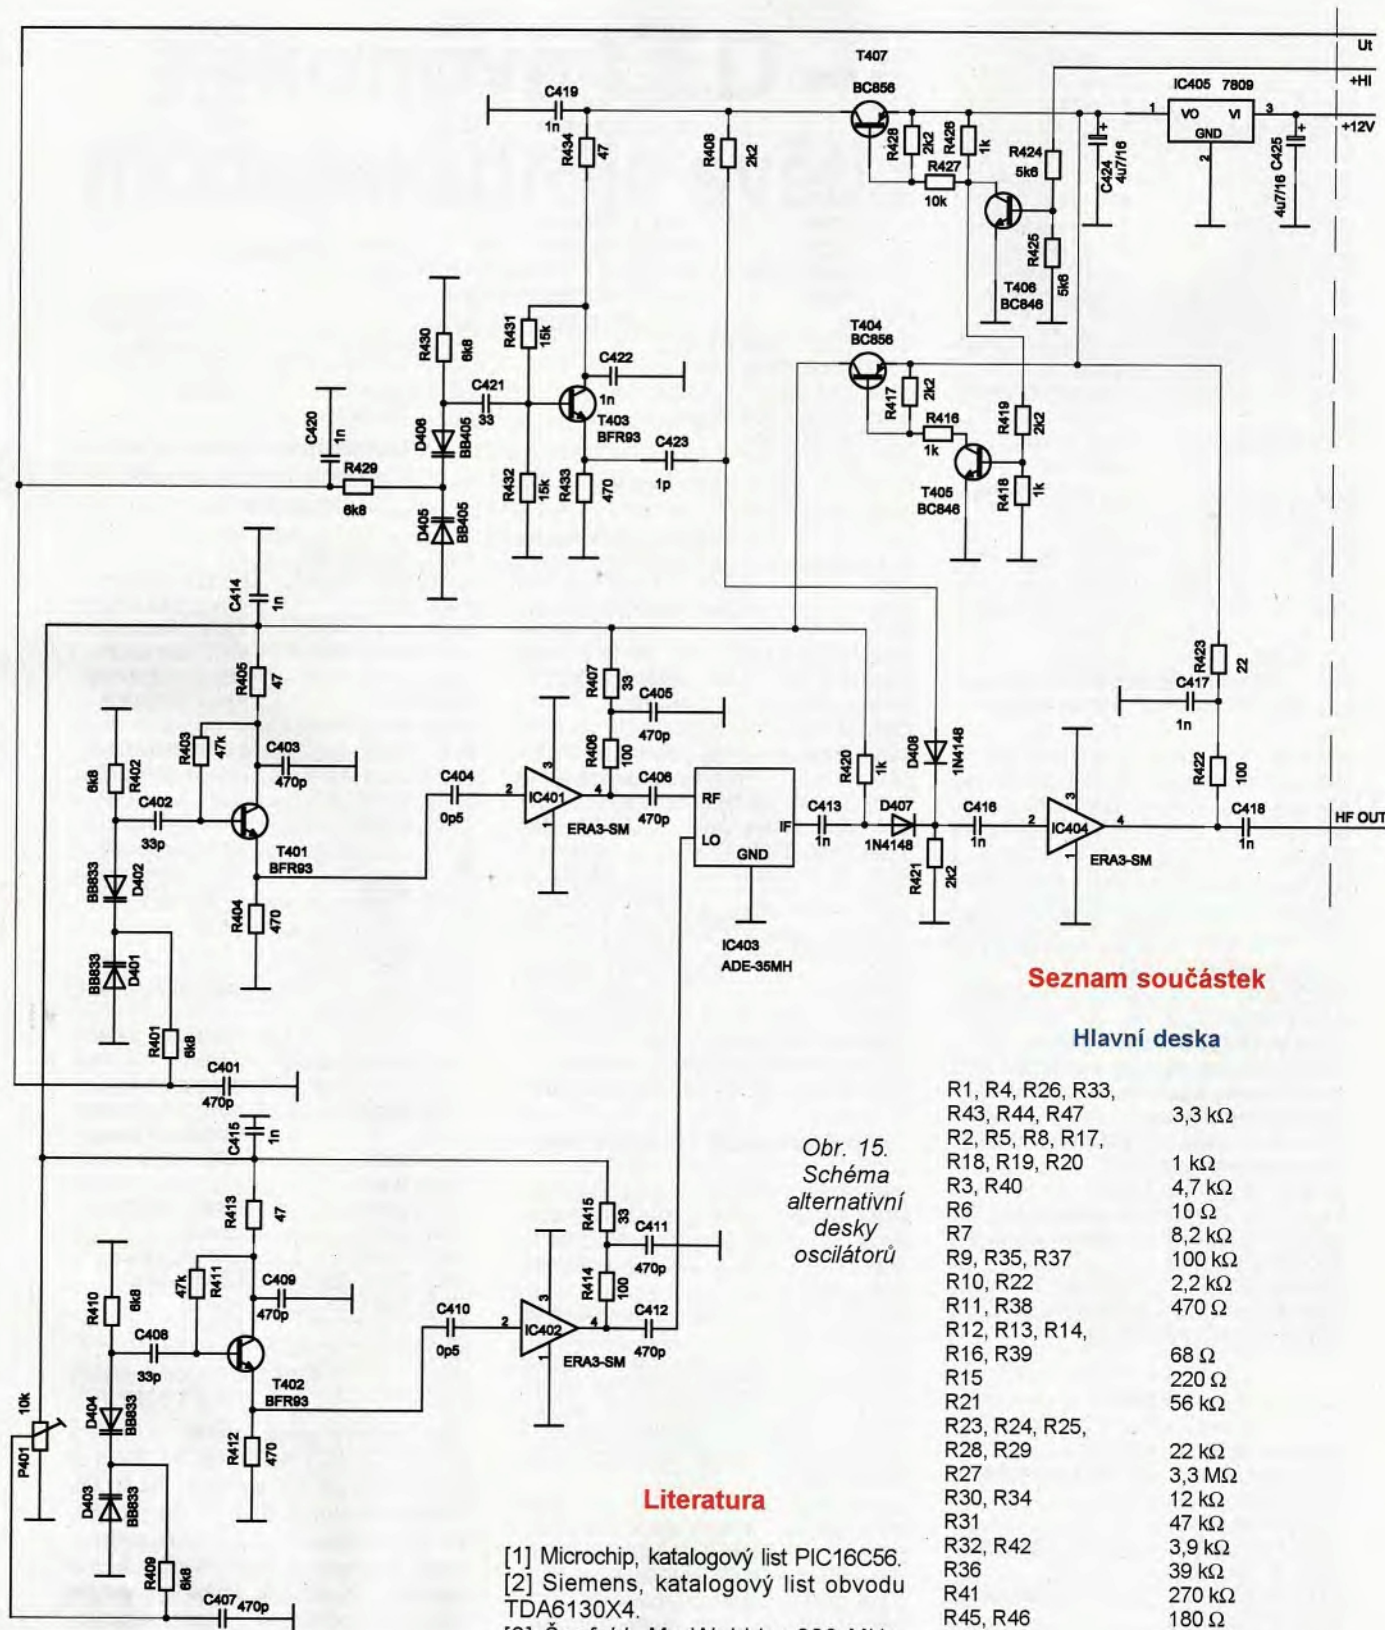 Ut
+HI
+12V
T407
BC856
IC405 7809
1
VO
VI
3
GND
2
C419
1n
R434
47
R408
2k2
R428
2k2
R426
1k
R427
10k
R424
5k6
C424
4u7/16
4u7/16 C425
R425
5k6
T406
BC846
T404
BC856
R417
2k2
R416
1k
R419
2k2
T405
BC846
R418
1k
R430
6k8
R431
15k
C422
1n
C421
33
T403
BFR93
C420
1n
D406
BB405
R429
6k8
R432
15k
R433
470
C423
1p
D405
BB405
C414
1n
R405
47
R407
33
C405
470p
R423
22
C417
1n
6k8
R402
R403
47k
C403
470p
R406
100
R420
1k
D408
1N4148
R422
100
C402
33p
C404
0p5
2
3
IC401
4
1
ERA3-SM
C406
470p
RF
LO
IF
GND
C413
1n
D407
1N4148
C416
1n
2
3
IC404
4
1
ERA3-SM
C418
1n
HF OUT
T401
BFR93
BB833
D402
R404
470
R421
2k2
BB833
D401
IC403
ADE-35MH
R401
6k8
C401
470p
Seznam součástek
Hlavní deska
R1, R4, R26, R33,
R43, R44, R47 3,3 kΩ
R2, R5, R8, R17,
R18, R19, R20 1 kΩ
R3, R40 4,7 kΩ
R6 10 Ω
R7 8,2 kΩ
R9, R35, R37 100 kΩ
R10, R22 2,2 kΩ
R11, R38 470 Ω
R12, R13, R14,
R16, R39 68 Ω
R15 220 Ω
R21 56 kΩ
R23, R24, R25,
R28, R29 22 kΩ
R27 3,3 MΩ
R30, R34 12 kΩ
R31 47 kΩ
R32, R42 3,9 kΩ
R36 39 kΩ
R41 270 kΩ
R45, R46 180 Ω
Obr. 15.
Schéma
alternativní
desky
oscilátorů
C415
1n
R413
47
R415
33
C411
470p
R410
6k8
47k
R411
C409
470p
R414
100
C408
33p
C410
0p5
2
3
IC402
4
1
ERA3-SM
C412
470p
T402
BFR93
10k
P401
D404
BB833
R412
470
D403
BB833
R409
6k8
C407 470p
Literatura
[1] Microchip, katalogový list PIC16C56.
[2] Siemens, katalogový list obvodu
TDA6130X4.